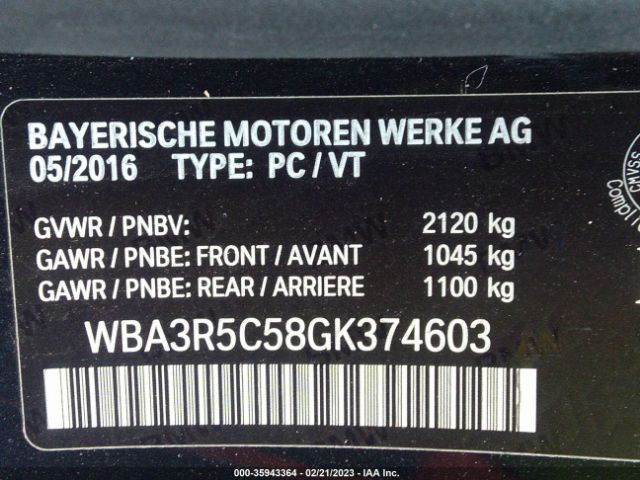 BAYERISCHE MOTOREN WERKE AG
05/2016 TYPE: PC / VT
GVWR / PNBV: 2120 kg
GAWR / PNBE: FRONT / AVANT 1045 kg
GAWR / PNBE: REAR / ARRIERE 1100 kg
WBA3R5C58GK374603
(000-35943364 - 02/21/2023 - IAA Inc.